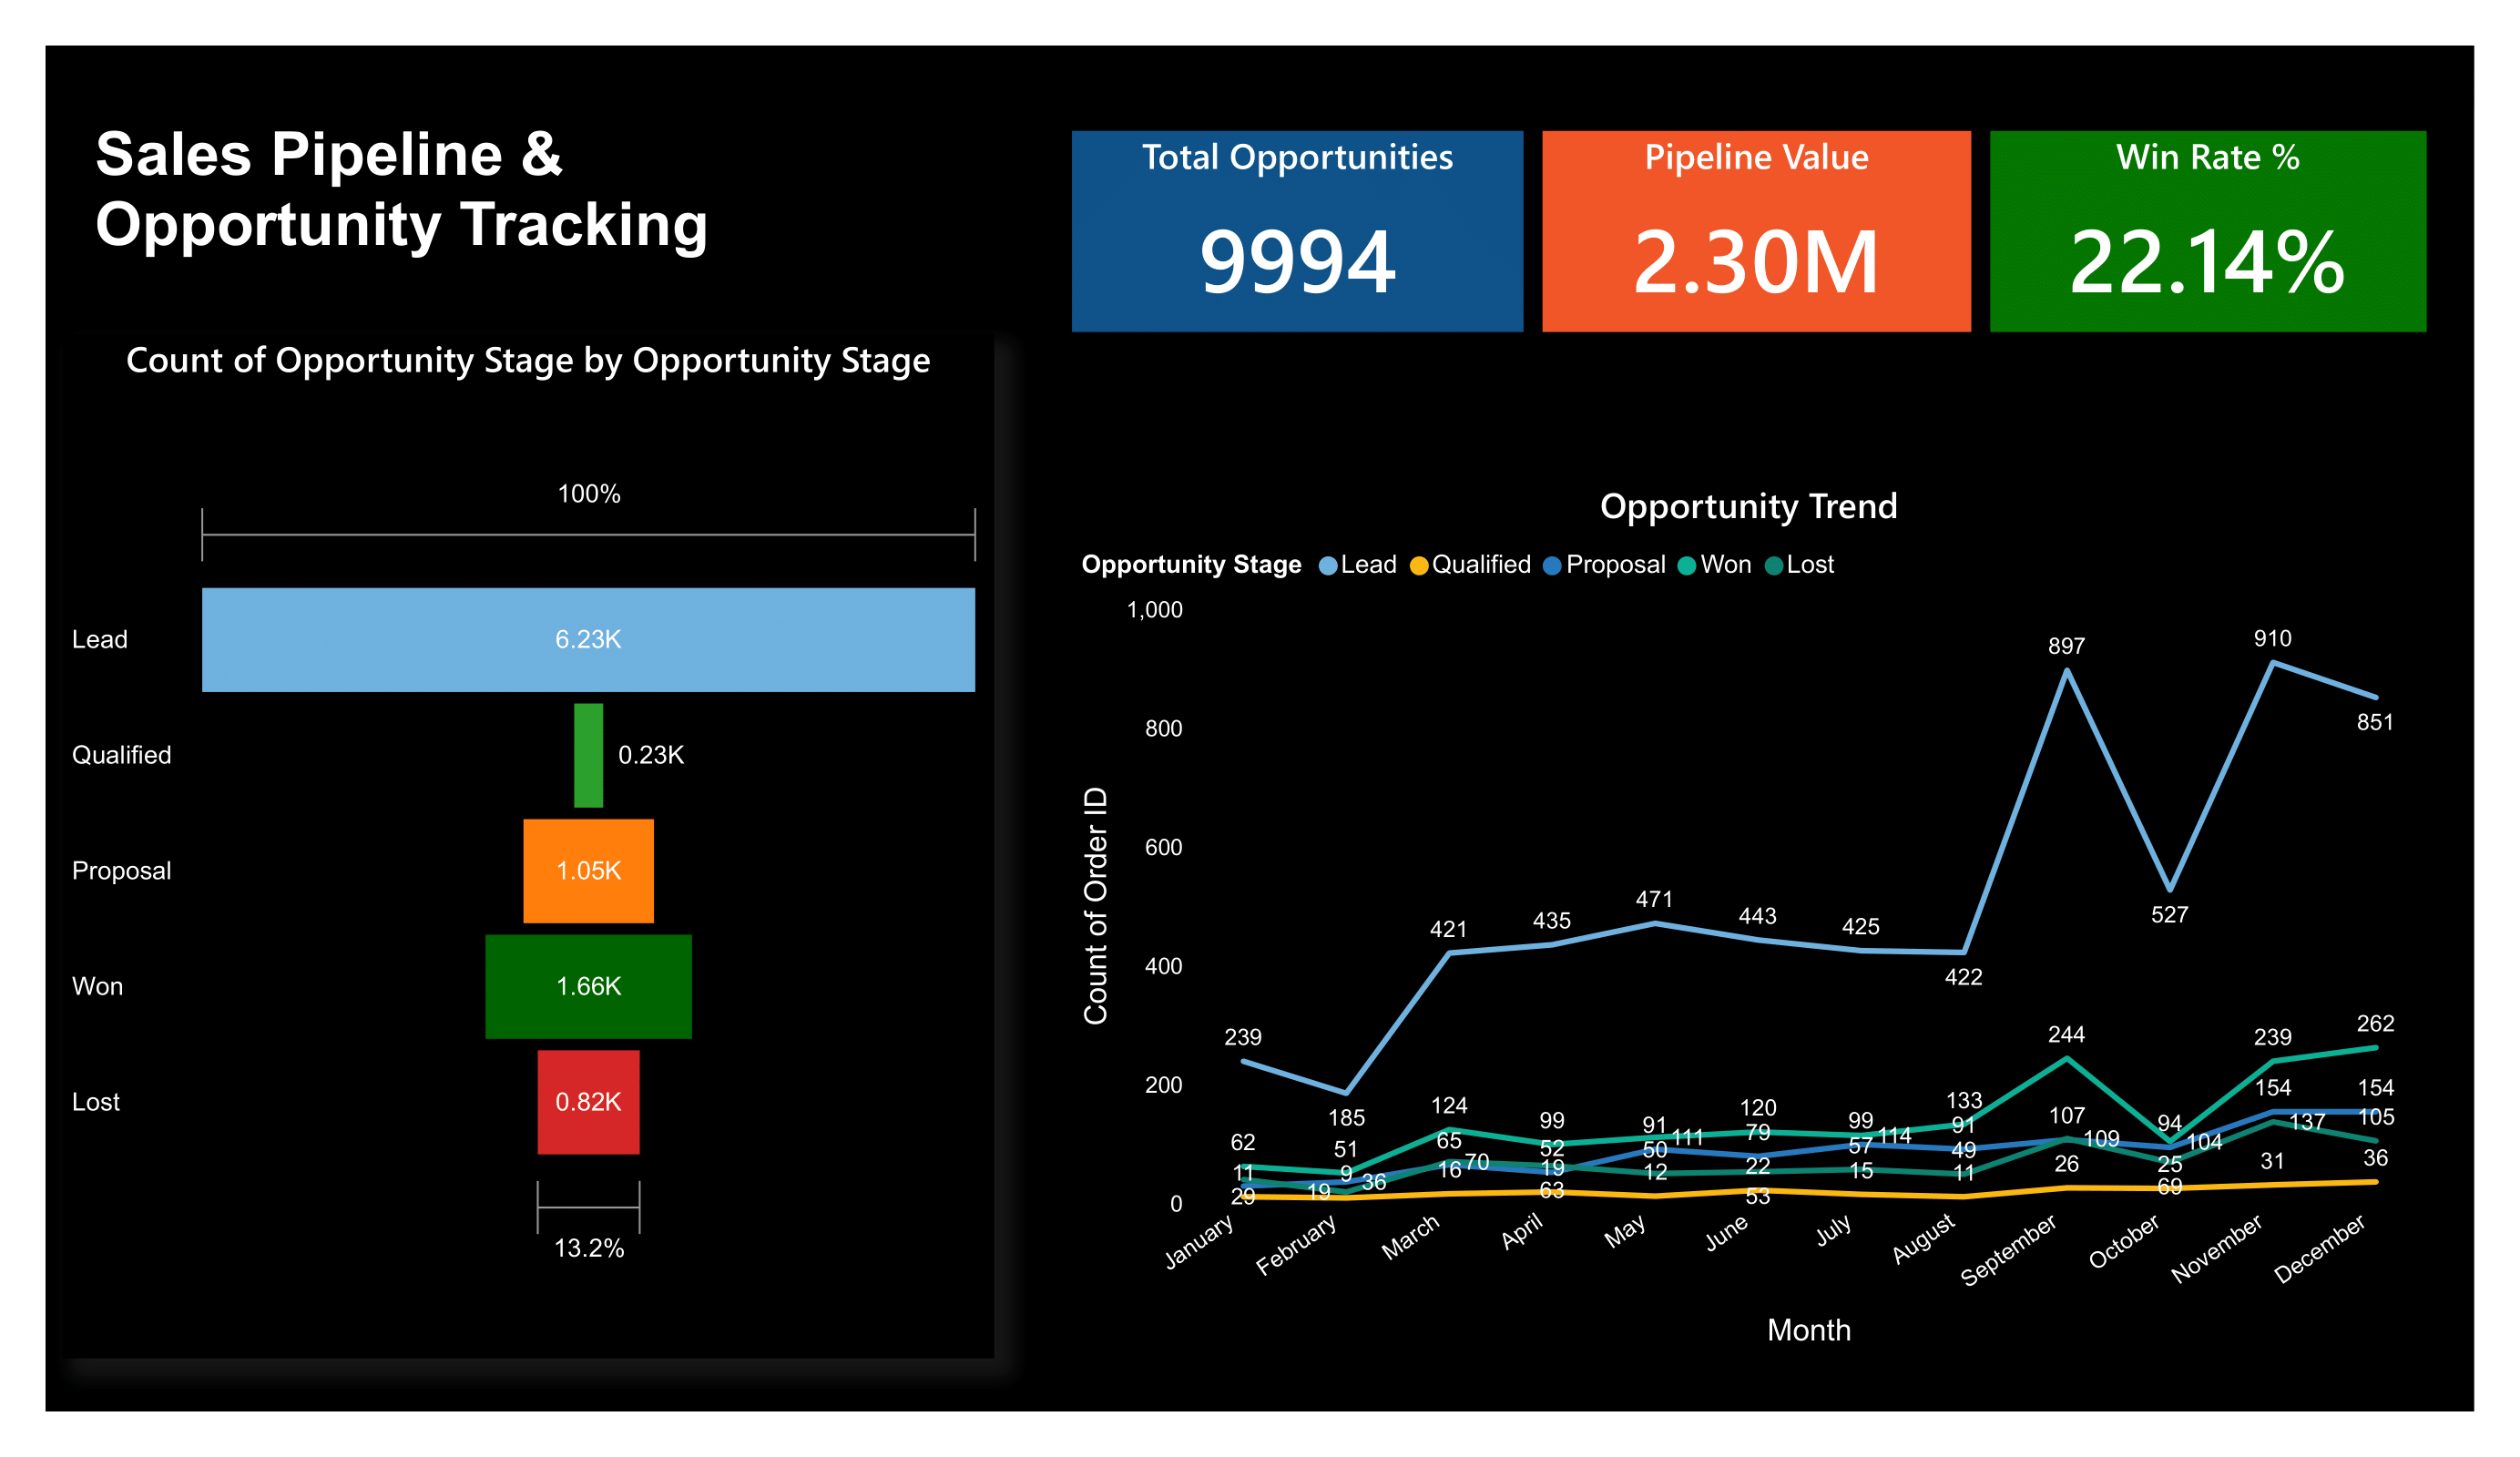 Sales Pipeline &
Opportunity Tracking
Total Opportunities
9994
Pipeline Value
2.30M
Win Rate %
22.14%
Count of Opportunity Stage by Opportunity Stage
100%
Lead
6.23K
Qualified
0.23K
Proposal
1.05K
Won
1.66K
Lost
0.82K
13.2%
Opportunity Trend
Opportunity Stage Lead Qualified Proposal Won Lost
Count of Order ID
1,000
800
600
400
200
0
239
185
421
435
471
443
425
422
897
527
910
851
62
51
124
99
91
111
120
99
114
133
244
94
104
239
262
11
9
65
52
50
79
57
91
107
109
154
137
154
105
29
19
36
16
70
19
63
12
22
53
15
49
11
26
25
69
31
36
January
February
March
April
May
June
July
August
September
October
November
December
Month